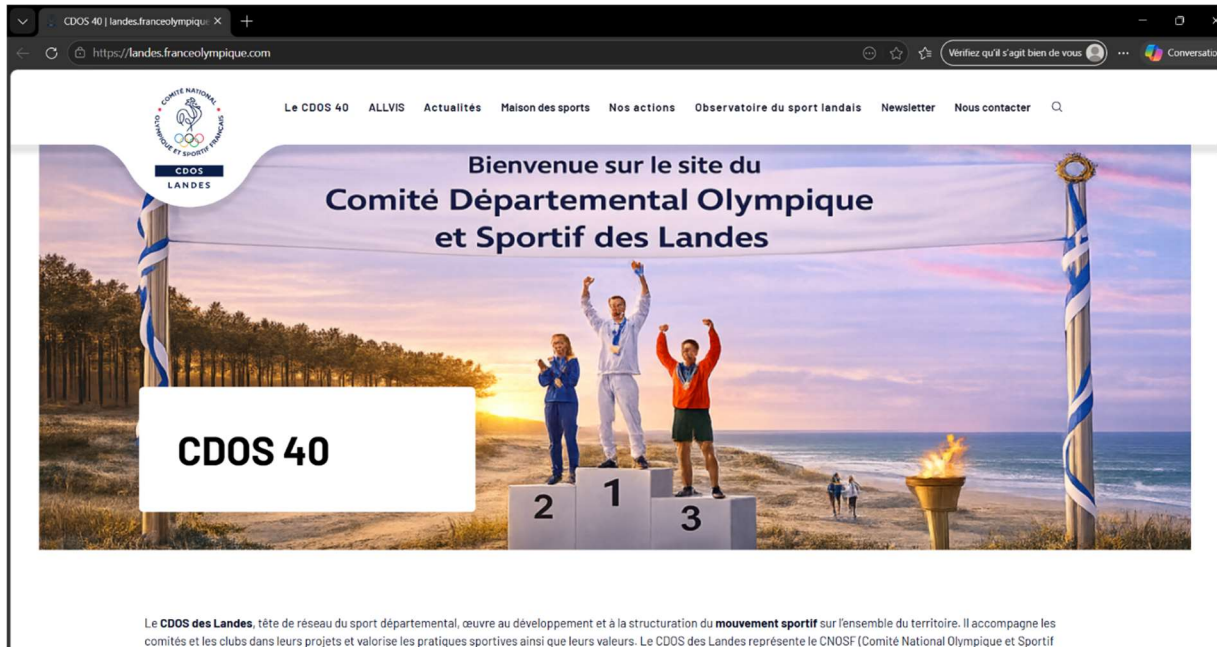 CDOS 40 | landes.franceolympique
https://landes.franceolympique.com
Vérifiez qu'il s'agit bien de vous
Conversatio
COMITÉ NATIONAL OLYMPIQUE ET SPORTIF FRANÇAIS
CDOS
LANDES
Le CDOS 40 ALLVIS Actualités Maison des sports Nos actions Observatoire du sport landais Newsletter Nous contacter
Bienvenue sur le site du
Comité Départemental Olympique
et Sportif des Landes
CDOS 40
2 1 3
Le CDOS des Landes, tête de réseau du sport départemental, œuvre au développement et à la structuration du mouvement sportif sur l'ensemble du territoire. Il accompagne les
comités et les clubs dans leurs projets et valorise les pratiques sportives ainsi que leurs valeurs. Le CDOS des Landes représente le CNOSF (Comité National Olympique et Sportif